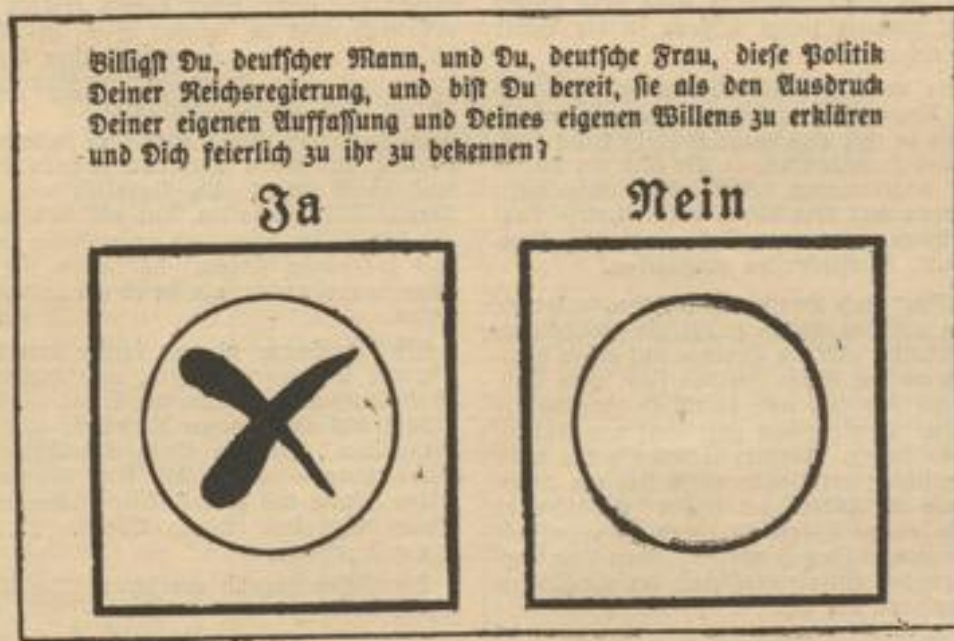 Billigst Du, deutscher Mann, und Du, deutsche Frau, diese Politik
Deiner Reichsregierung, und bist Du bereit, sie als den Ausdruck
Deiner eigenen Auffassung und Deines eigenen Willens zu erklären
und Dich feierlich zu ihr zu bekennen?
Ja Nein